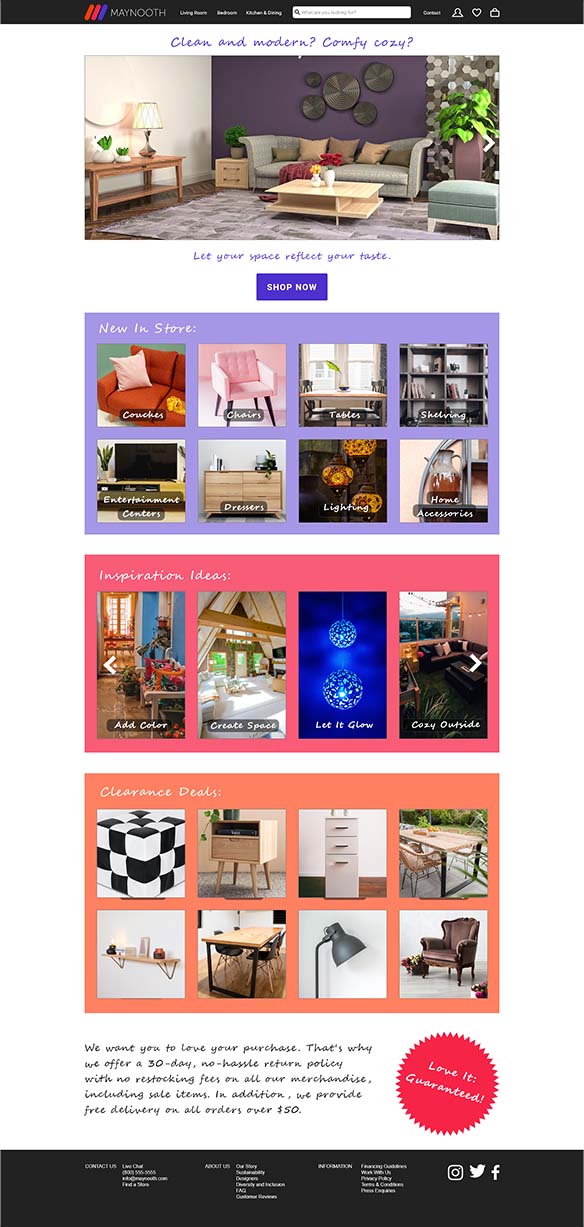 MAYNOOTH
Living Room Bedroom Kitchen & Dining What are you looking for? Contact
Clean and modern? Comfy cozy?
Let your space reflect your taste.
SHOP NOW
New In Store:
Couches Chairs Tables Shelving
Entertainment
Centers
Dressers
Lighting
Home
Accessories
Inspiration Ideas:
Add Color Create Space Let It Glow Cozy Outside
Clearance Deals:
We want you to love your purchase. That's why
we offer a 30-day, no-hassle return policy
with no restocking fees on all our merchandise,
including sale items. In addition, we provide
free delivery on all orders over $50.
Love It:
Guaranteed!
CONTACT US
Live Chat
(800) 555-5555
info@maynooth.com
Find a Store
ABOUT US
Our Story
Sustainability
Designers
Diversity and Inclusion
FAQ
Customer Reviews
INFORMATION
Financing Guidelines
Work With Us
Privacy Policy
Terms & Conditions
Press Enquiries